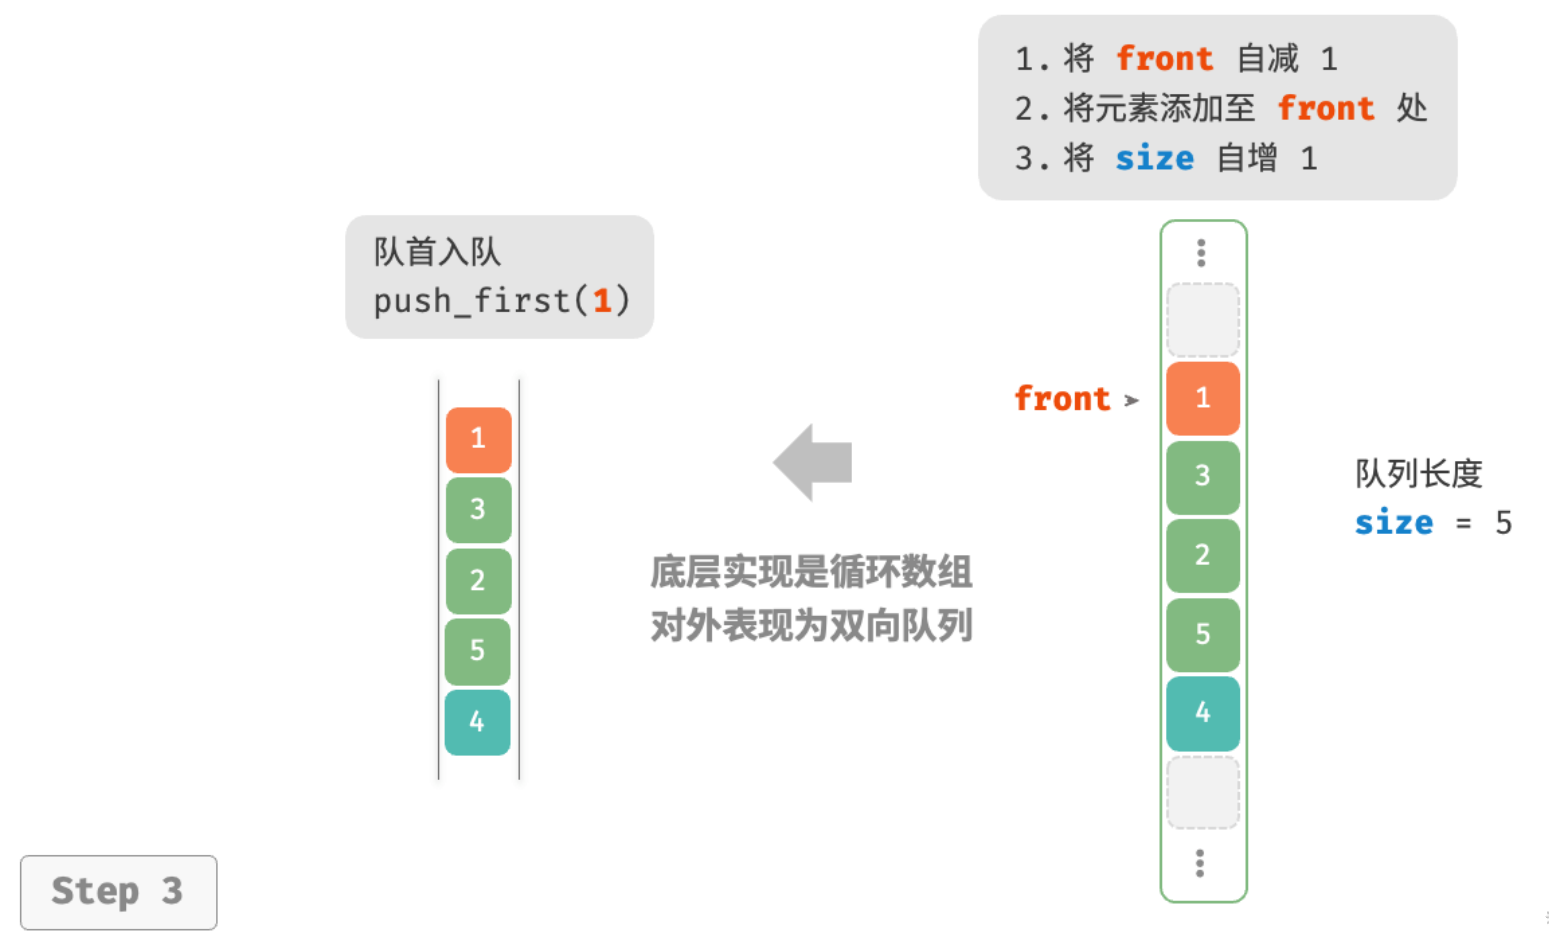 1. 将 front 自减 1
2. 将元素添加至 front 处
3. 将 size 自增 1
队首入队
push_first(1)
1
3
2
5
4
底层实现是循环数组
对外表现为双向队列
front
1
3
2
5
4
队列长度
size = 5
Step 3